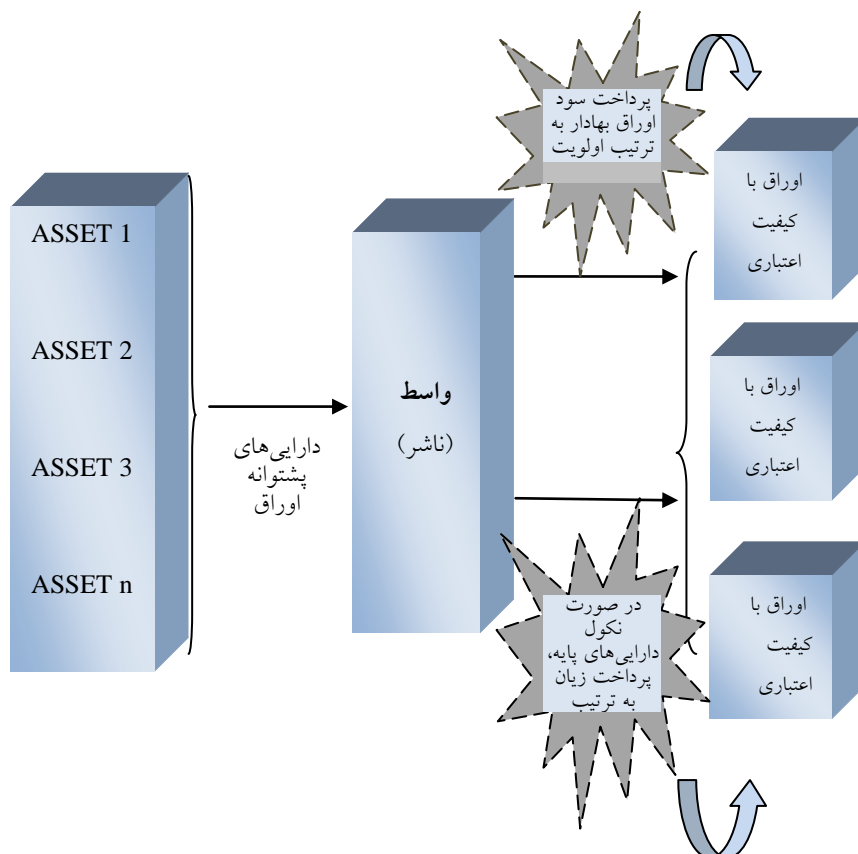 ASSET 1
ASSET 2
ASSET 3
ASSET n
دارایی‌های
پشتوانه
اوراق
واسط
(ناشر)
پرداخت سود
اوراق بهادار به
ترتیب اولویت
در صورت
نکول
دارایی‌های پایه،
پرداخت زیان
به ترتیب
اوراق با
کیفیت
اعتباری
اوراق با
کیفیت
اعتباری
اوراق با
کیفیت
اعتباری